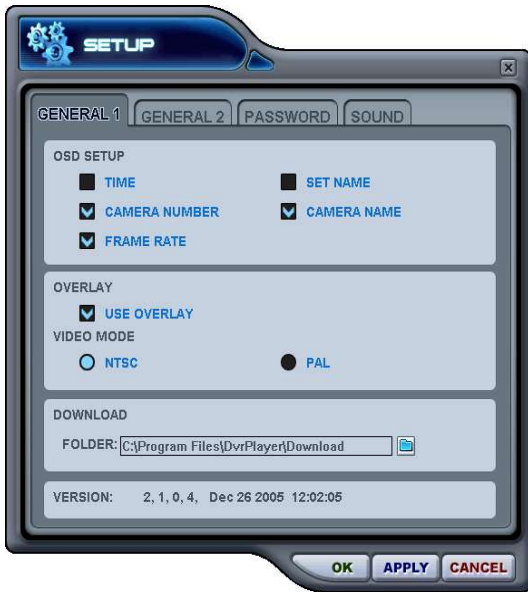 SETUP
GENERAL 1 GENERAL 2 PASSWORD SOUND
OSD SETUP
TIME SET NAME
CAMERA NUMBER CAMERA NAME
FRAME RATE
OVERLAY
USE OVERLAY
VIDEO MODE
NTSC PAL
DOWNLOAD
FOLDER: C:\Program Files\DvrPlayer\Download
VERSION: 2, 1, 0, 4, Dec 26 2005 12:02:05
OK APPLY CANCEL